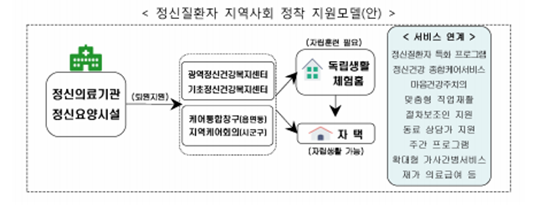 < 정신질환자 지역사회 정착 지원모델(안) >
정신의료기관
정신요양시설
(퇴원지원)
광역정신건강복지센터
기초정신건강복지센터
케어통합창구(읍면동)
지역케어회의(시군구)
(자립훈련 필요)
독립생활
체험홈
자 택
(자립생활 가능)
< 서비스 연계 >
정신질환자 특화 프로그램
정신건강 종합케어서비스
마음건강주치의
맞춤형 직업재활
절차보조인 지원
동료 상담가 지원
주간 프로그램
확대형 가사간병서비스
재가 의료급여 등